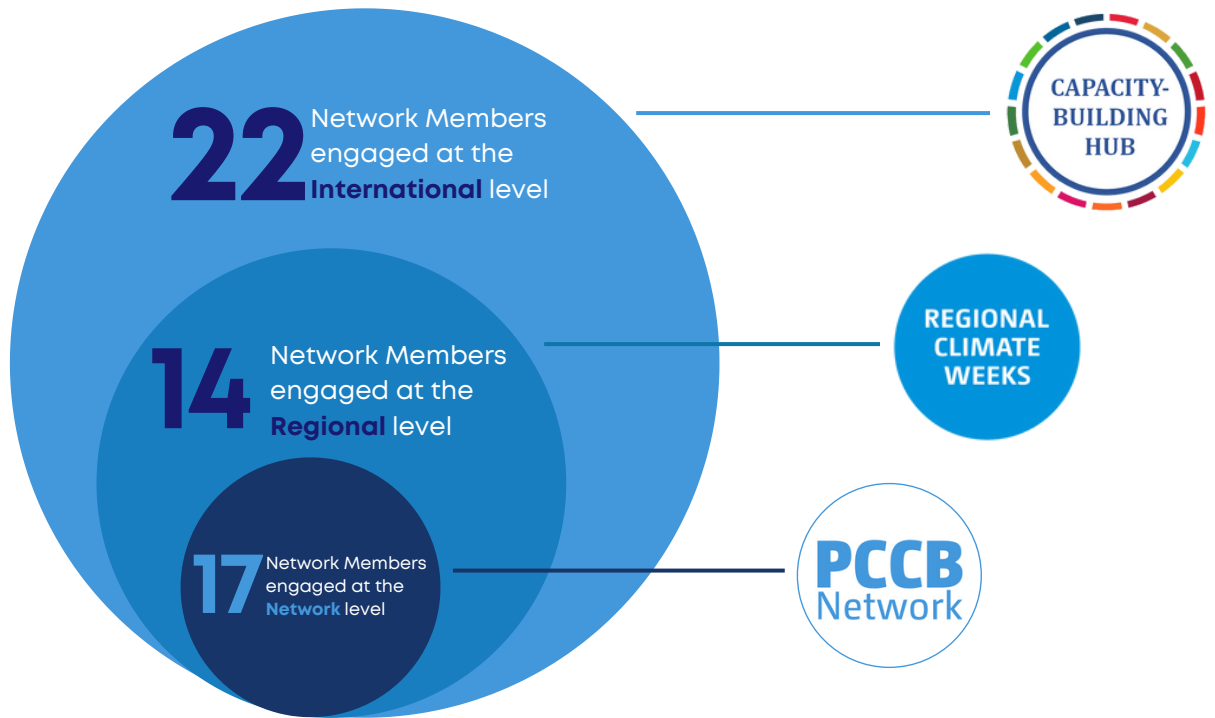 22
Network Members
engaged at the
International level
CAPACITY-
BUILDING
HUB
14
Network Members
engaged at the
Regional level
REGIONAL
CLIMATE
WEEKS
17
Network Members
engaged at the
Network level
PCCB
Network